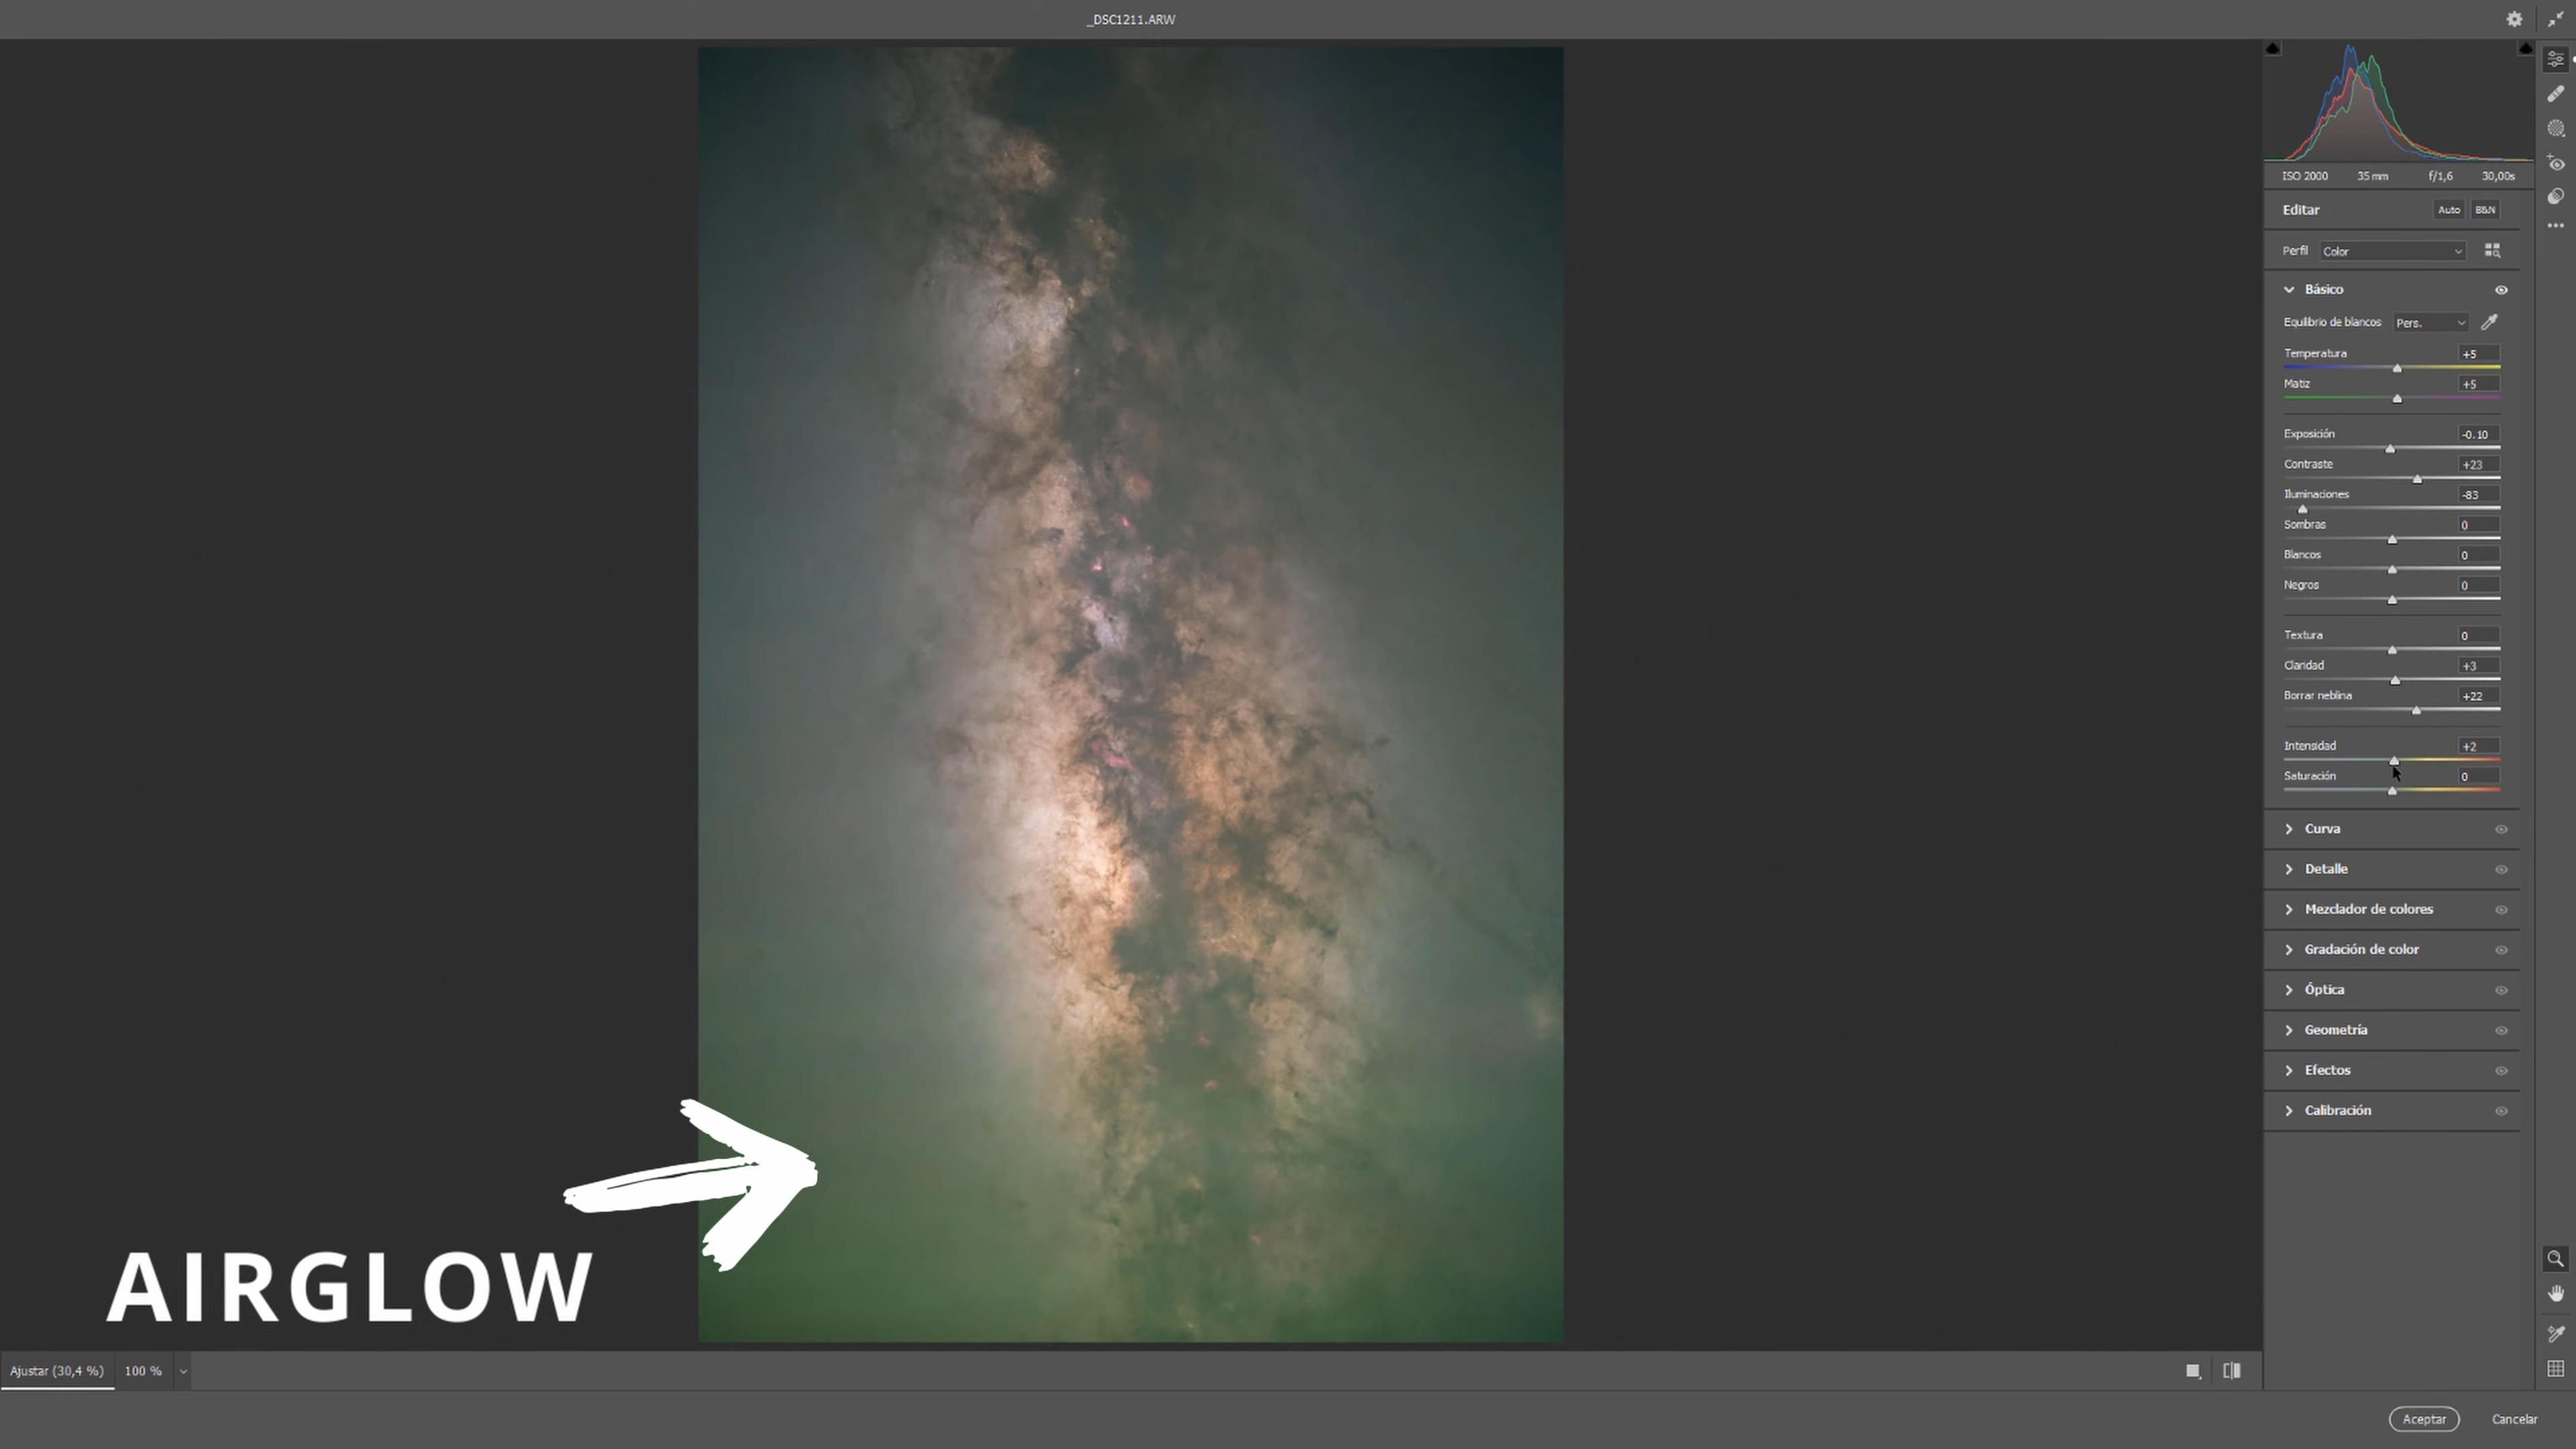 _DSC1211.ARW
ISO 2000 35 mm f/1,6 30,00s
Editar Auto B&N
Perfil Color
Básico
Equilibrio de blancos Pers.
Temperatura +5
Matiz +5
Exposición -0.10
Contraste +23
Iluminaciones -83
Sombras 0
Blancos 0
Negros 0
Textura 0
Claridad +3
Borrar neblina +22
Intensidad +2
Saturación 0
Curva
Detalle
Mezclador de colores
Gradación de color
Óptica
Geometría
Efectos
Calibración
AIRGLOW
Ajustar (30,4 %) 100 %
Aceptar Cancelar